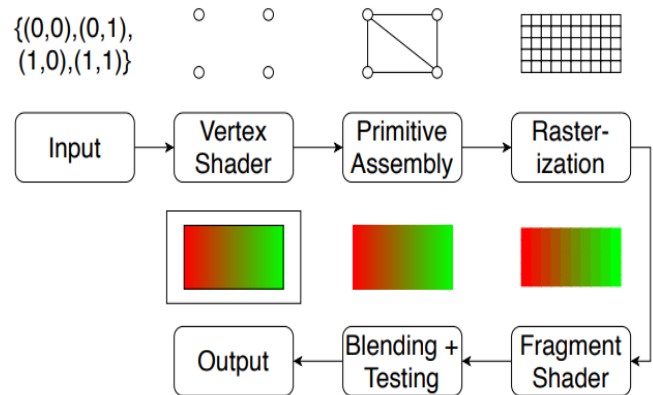 {(0,0),(0,1),
(1,0),(1,1)}
Input
Vertex
Shader
Primitive
Assembly
Raster-
ization
Output
Blending +
Testing
Fragment
Shader